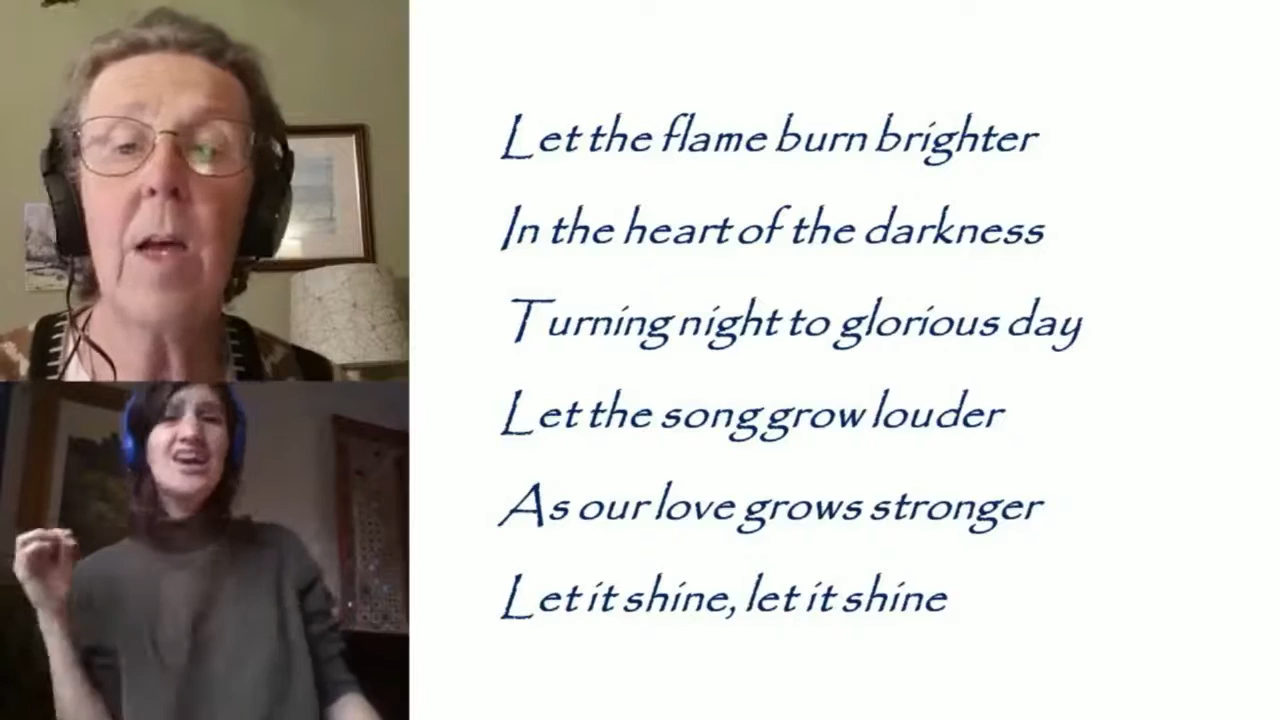 Let the flame burn brighter
In the heart of the darkness
Turning night to glorious day
Let the song grow louder
As our love grows stronger
Let it shine, let it shine